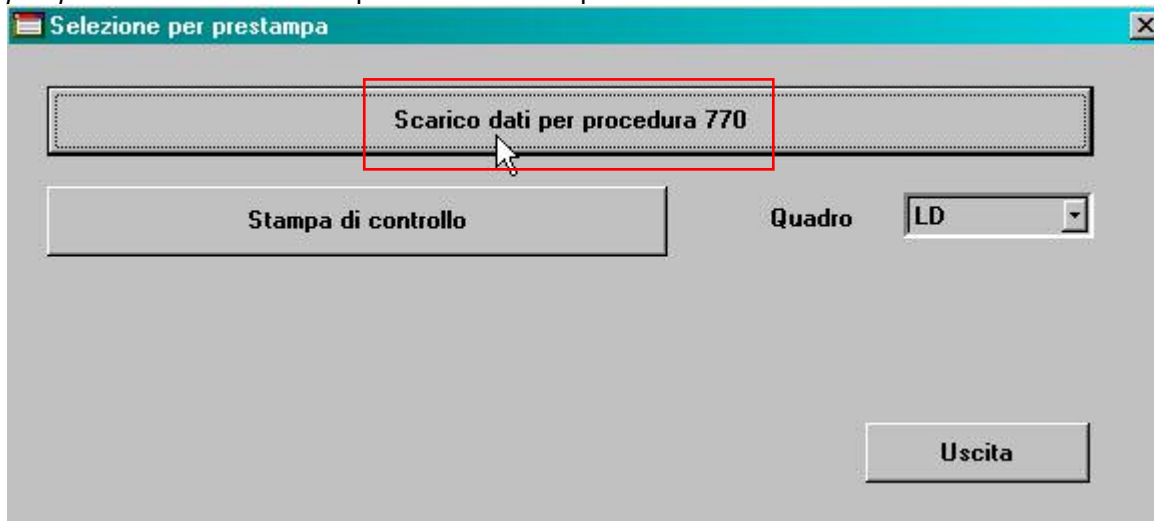 Selezione per prestampa
Scarico dati per procedura 770
Stampa di controllo
Quadro
LD
Uscita